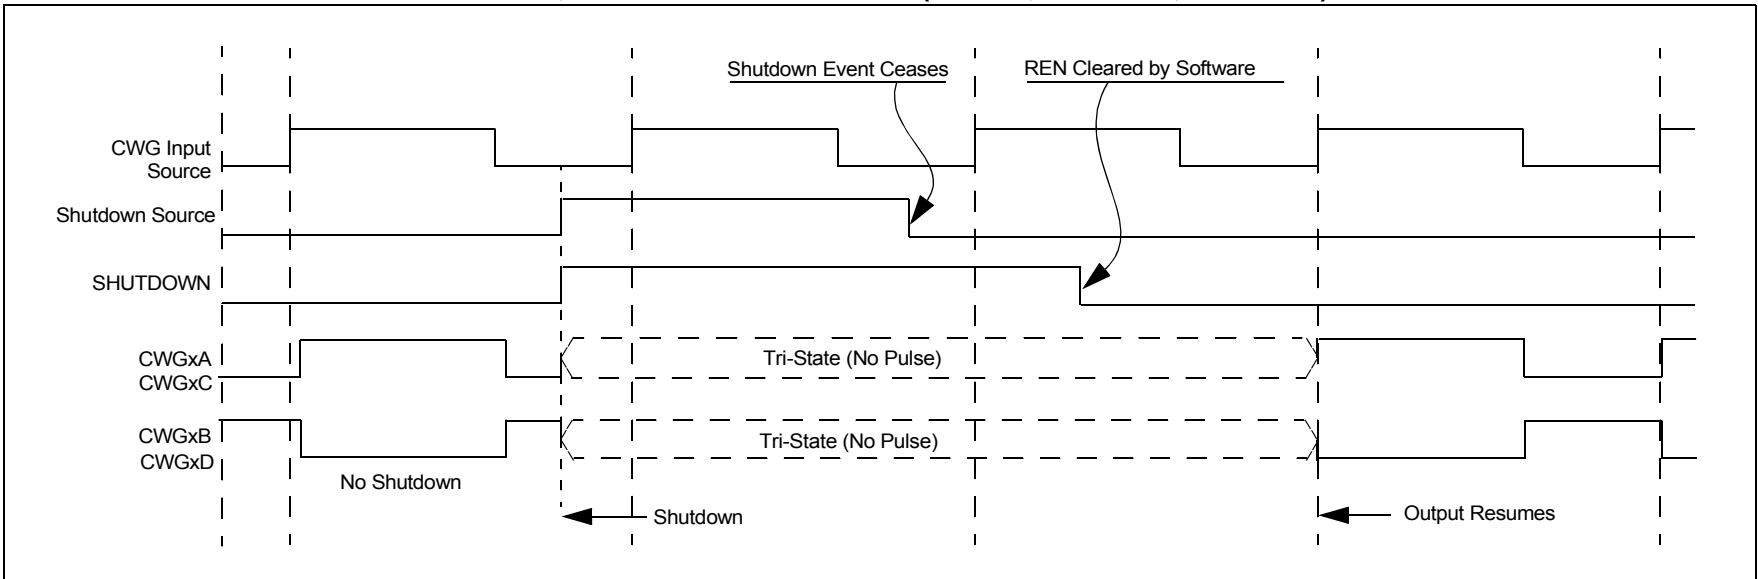 Shutdown Event Ceases
REN Cleared by Software
CWG Input
Source
Shutdown Source
SHUTDOWN
CWGxA
CWGxC
Tri-State (No Pulse)
CWGxB
CWGxD
Tri-State (No Pulse)
No Shutdown
Shutdown
Output Resumes